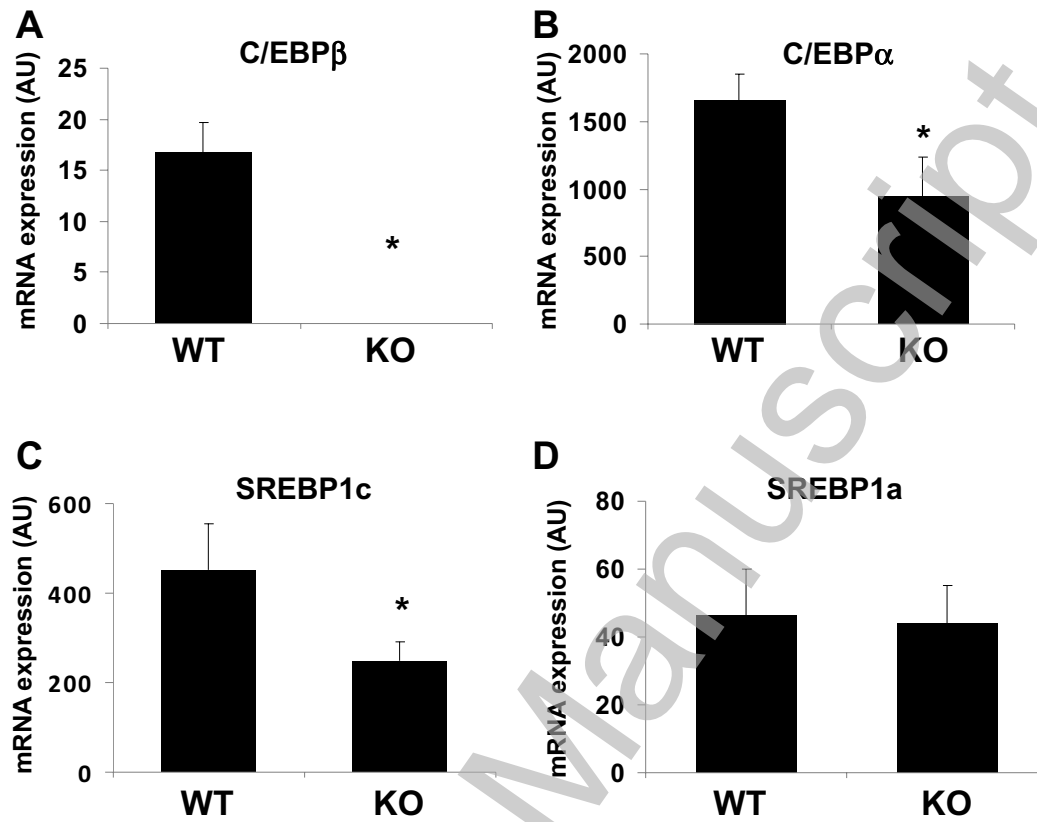 A
C/EBPβ
mRNA expression (AU)
25
20
15
10
5
0
*
WT KO
B
C/EBPα
mRNA expression (AU)
2000
1500
1000
500
0
*
WT KO
C
SREBP1c
mRNA expression (AU)
600
400
200
0
*
WT KO
D
SREBP1a
mRNA expression (AU)
80
60
40
20
0
WT KO
Manuscript